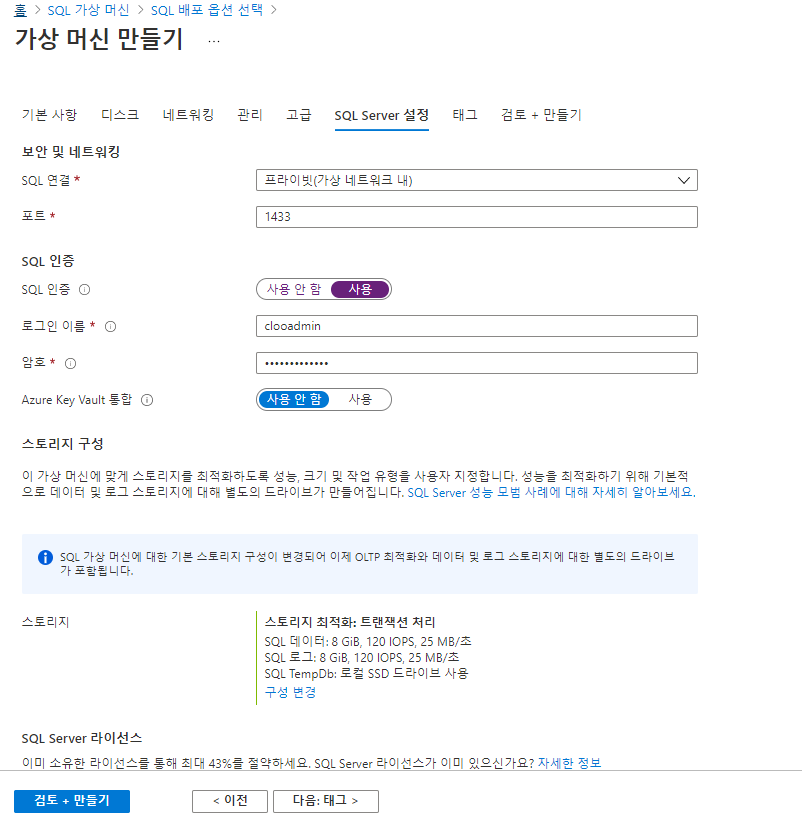 홈 > SQL 가상 머신 > SQL 배포 옵션 선택 >
가상 머신 만들기 ...
기본 사항 디스크 네트워킹 관리 고급 SQL Server 설정 태그 검토 + 만들기
보안 및 네트워킹
SQL 연결 * 프라이빗(가상 네트워크 내)
포트 * 1433
SQL 인증
SQL 인증 사용 안 함 사용
로그인 이름 * clooadmin
암호 * •••••••••••••
Azure Key Vault 통합 사용 안 함 사용
스토리지 구성
이 가상 머신에 맞게 스토리지를 최적화하도록 성능, 크기 및 작업 유형을 사용자 지정합니다. 성능을 최적화하기 위해 기본적
으로 데이터 및 로그 스토리지에 대해 별도의 드라이브가 만들어집니다. SQL Server 성능 모범 사례에 대해 자세히 알아보세요.
SQL 가상 머신에 대한 기본 스토리지 구성이 변경되어 이제 OLTP 최적화와 데이터 및 로그 스토리지에 대한 별도의 드라이브
가 포함됩니다.
스토리지 스토리지 최적화: 트랜잭션 처리
SQL 데이터: 8 GiB, 120 IOPS, 25 MB/초
SQL 로그: 8 GiB, 120 IOPS, 25 MB/초
SQL TempDb: 로컬 SSD 드라이브 사용
구성 변경
SQL Server 라이선스
이미 소유한 라이선스를 통해 최대 43%를 절약하세요. SQL Server 라이선스가 이미 있으신가요? 자세한 정보
검토 + 만들기 < 이전 다음: 태그 >